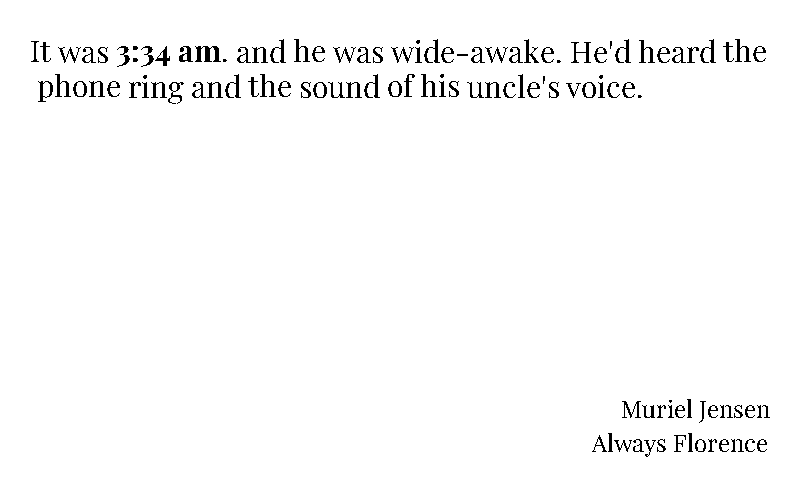 It was 3:34 am. and he was wide-awake. He'd heard the
phone ring and the sound of his uncle's voice.
Muriel Jensen
Always Florence